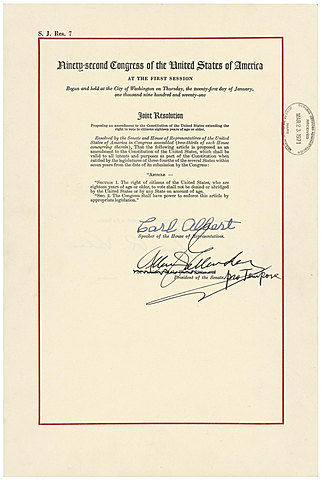 S. J. Res. 7
Ninety-second Congress of the United States of America
AT THE FIRST SESSION
Begun and held at the City of Washington on Thursday, the twenty-first day of January,
one thousand nine hundred and seventy-one
Joint Resolution
Proposing an amendment to the Constitution of the United States extending the
right to vote to citizens eighteen years of age or older.
Resolved by the Senate and House of Representatives of the United
States of America in Congress assembled (two-thirds of each House
concurring therein), That the following article is proposed as an
amendment to the Constitution of the United States, which shall be
valid to all intents and purposes as part of the Constitution when
ratified by the legislatures of three-fourths of the several States within
seven years from the date of its submission by the Congress:
"ARTICLE —
"SECTION 1. The right of citizens of the United States, who are
eighteen years of age or older, to vote shall not be denied or abridged
by the United States or by any State on account of age.
"SEC. 2. The Congress shall have power to enforce this article by
appropriate legislation."
Carl Albert
Speaker of the House of Representatives.
Allen J. Ellender
President of the Senate pro Tempore
MAR 25 1971